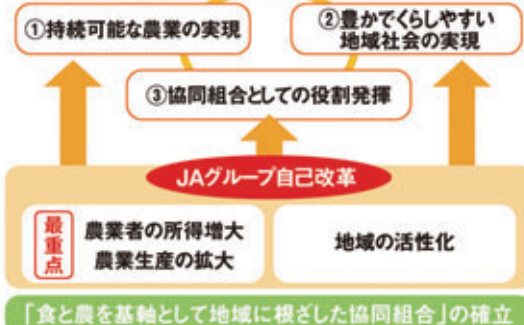 ①持続可能な農業の実現
②豊かでくらしやすい
地域社会の実現
③協同組合としての役割発揮
JAグループ自己改革
最重点
農業者の所得増大
農業生産の拡大
地域の活性化
「食と農を基軸として地域に根ざした協同組合」の確立